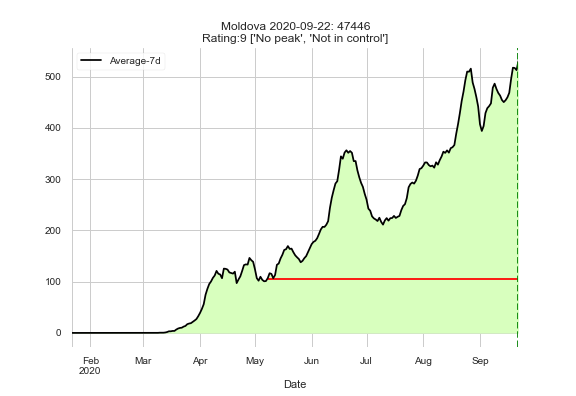 Moldova 2020-09-22: 47446
Rating:9 ['No peak', 'Not in control']
Average-7d
500
400
300
200
100
0
Feb Mar Apr May Jun Jul Aug Sep
2020
Date